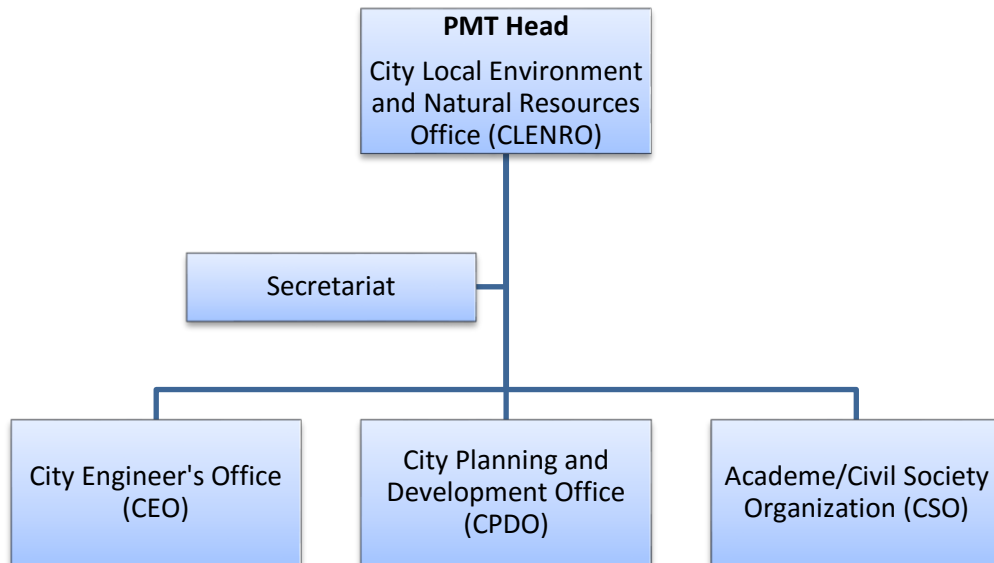 PMT Head
City Local Environment
and Natural Resources
Office (CLENRO)
Secretariat
City Engineer's Office
(CEO)
City Planning and
Development Office
(CPDO)
Academe/Civil Society
Organization (CSO)